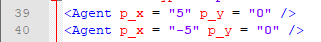 39 <Agent p_x = "5" p_y = "0" />
40 <Agent p_x = "-5" p_y = "0" />